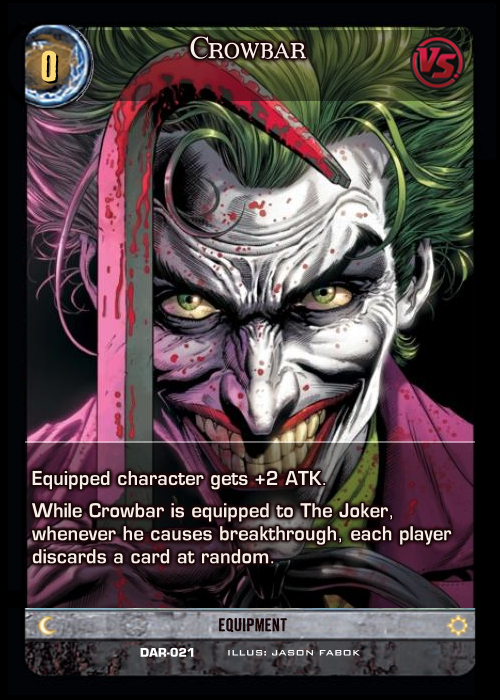 Crowbar
0
VS.
Equipped character gets +2 ATK.
While Crowbar is equipped to The Joker,
whenever he causes breakthrough, each player
discards a card at random.
EQUIPMENT
DAR-021 ILLUS: JASON FABOK